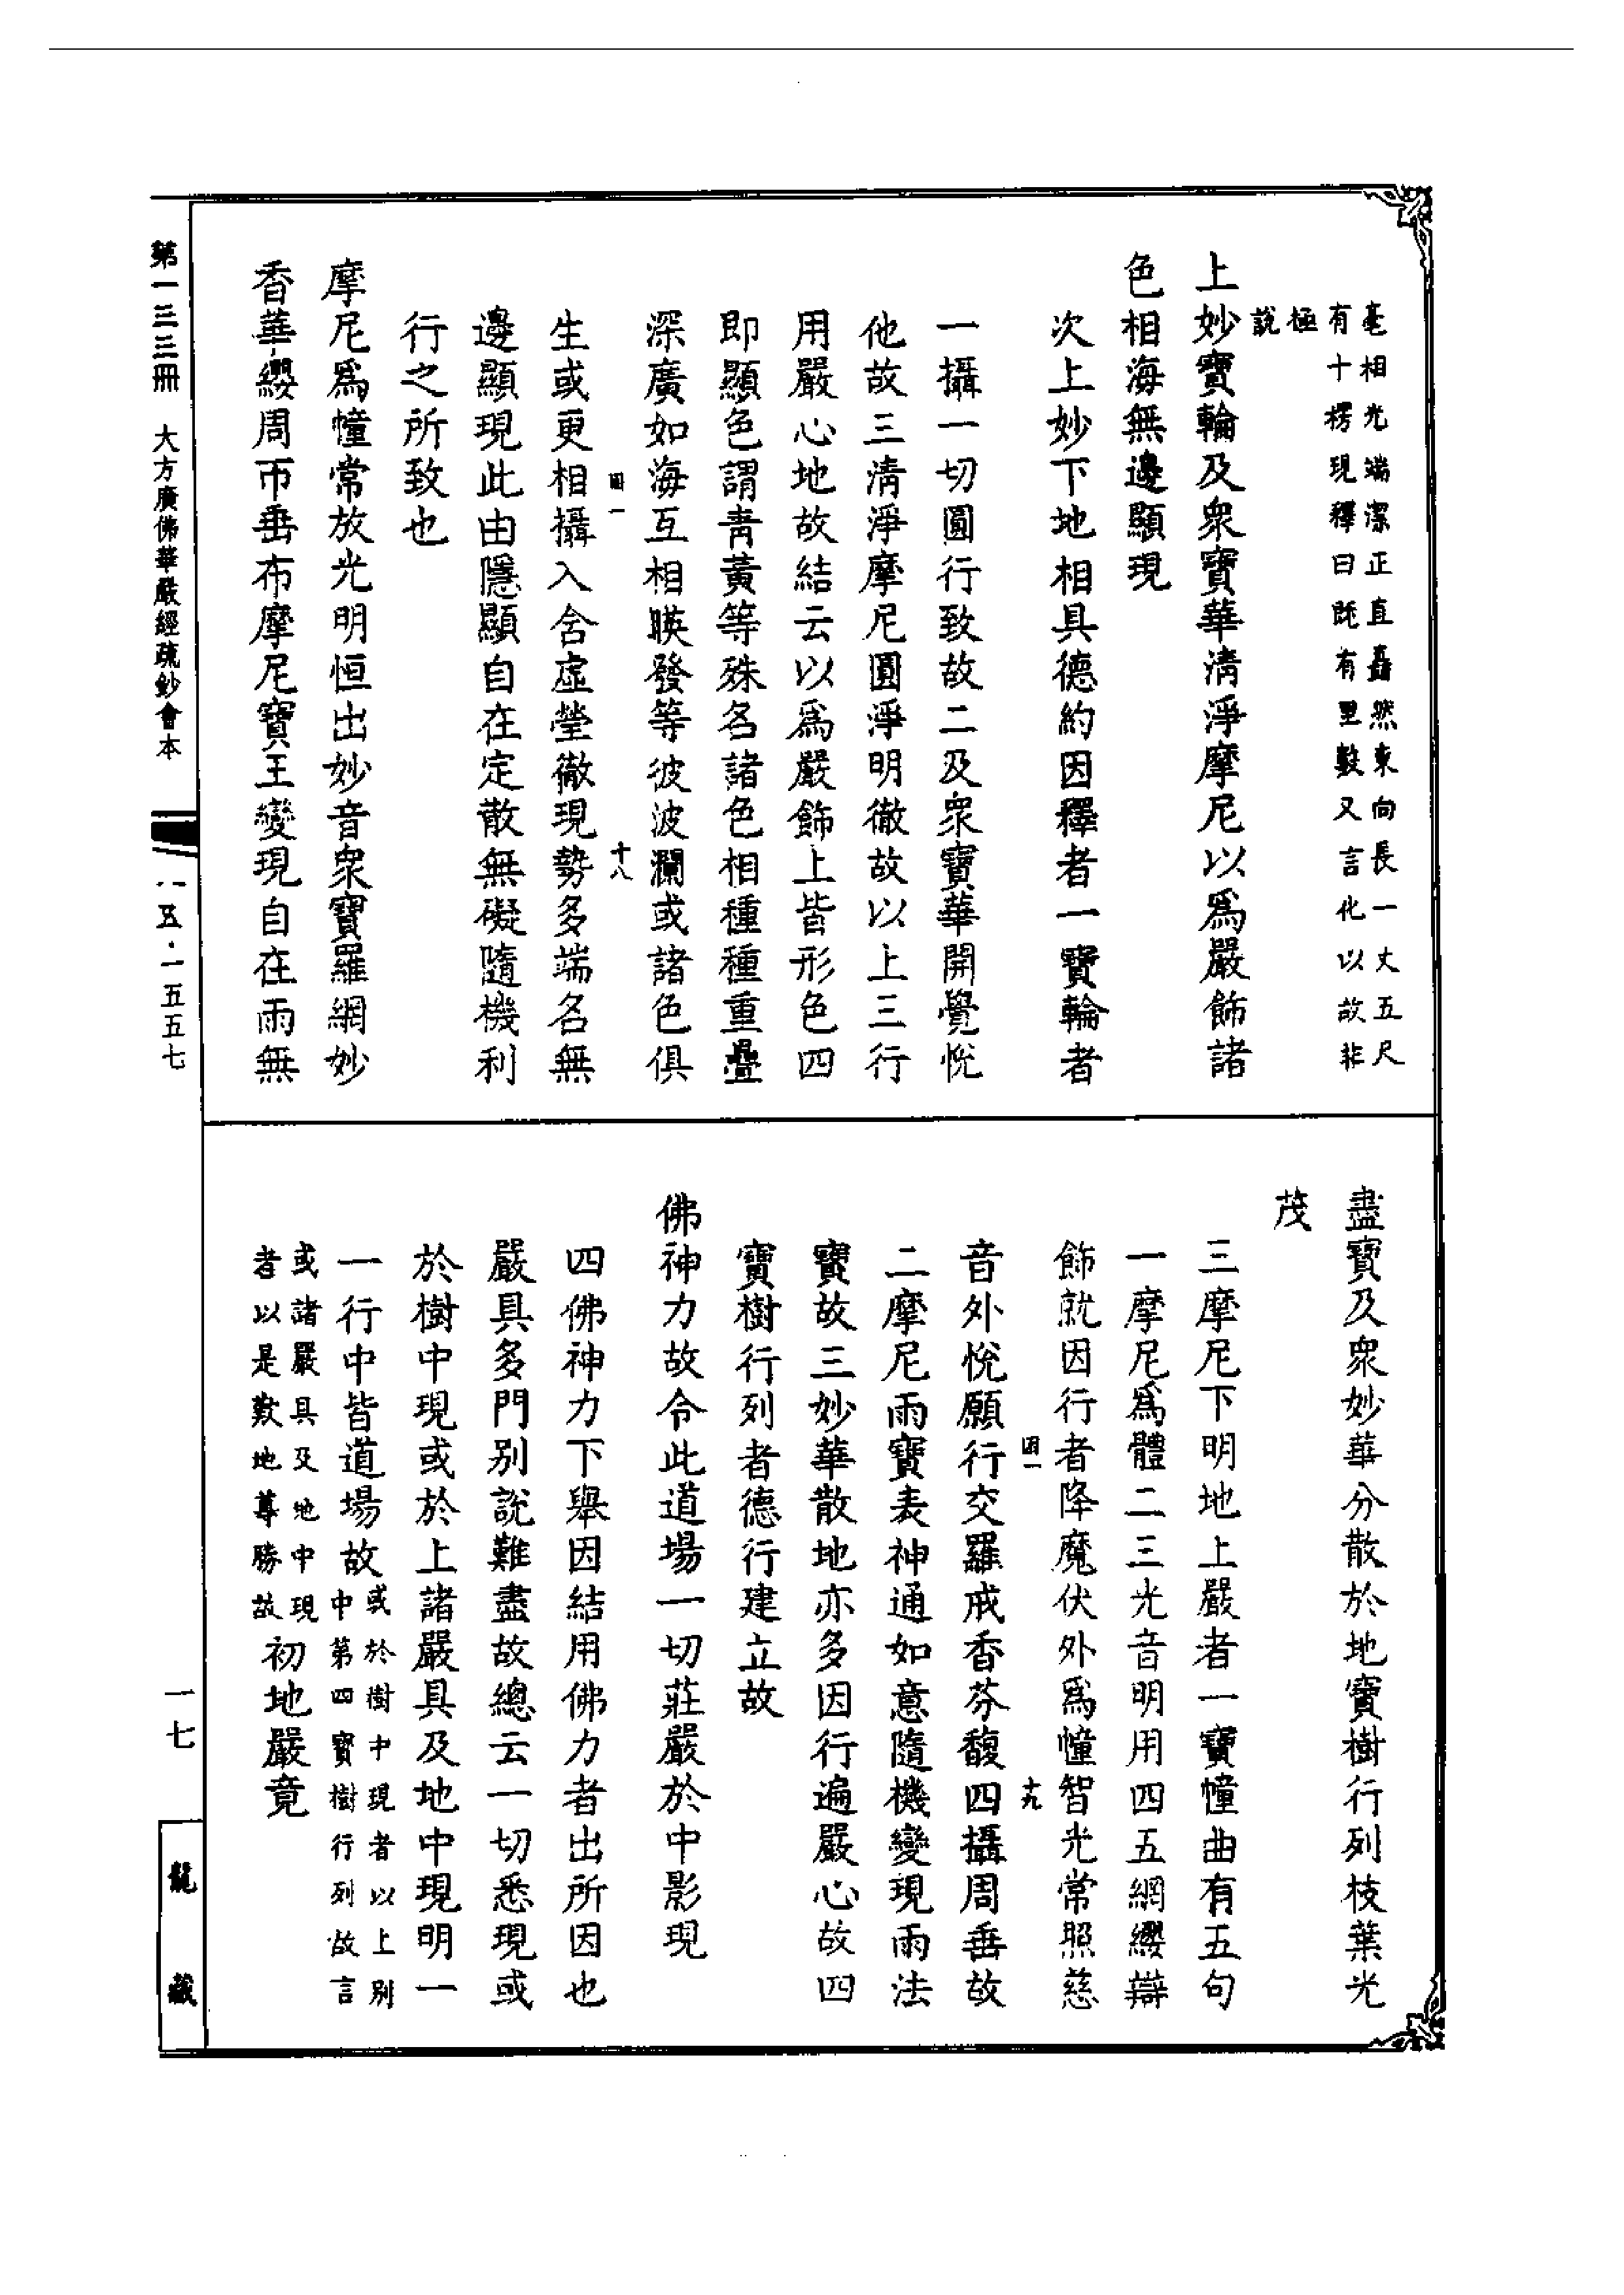 毫相光端潔正直矗然東向長一丈五尺
有十楞現釋曰既有里數又言化以故非
極
說
上妙寶輪及衆寶華清淨摩尼以爲嚴飾諸
色相海無邊顯現
次上妙下地相具德約因釋者一寶輪者
一攝一切圓行致故二及衆寶華開覺悅
他故三清淨摩尼圓淨明徹故以上三行
用嚴心地故結云以爲嚴飾上皆形色四
即顯色謂青黃等殊名諸色相種種重疊
深廣如海互相暎發等彼波瀾或諸色俱
囬一 十八
生或更相攝入含虛瑩徹現勢多端名無
邊顯現此由隱顯自在定散無礙隨機利
行之所致也
摩尼爲幢常放光明恒出妙音衆寶羅網妙
香華纓周帀垂布摩尼寶王變現自在雨無
盡寶及衆妙華分散於地寶樹行列枝葉光
茂
三摩尼下明地上嚴者一寶幢曲有五句
一摩尼爲體二三光音明用四五網纓辯
飾就因行者降魔伏外爲幢智光常照慈
囬一 十九
音外悅願行交羅戒香芬馥四攝周垂故
二摩尼雨寶表神通如意隨機變現雨法
寶故三妙華散地亦多因行遍嚴心故四
寶樹行列者德行建立故
佛神力故令此道場一切莊嚴於中影現
四佛神力下舉因結用佛力者出所因也
嚴具多門別說難盡故總云一切悉現或
於樹中現或於上諸嚴具及地中現明一
一行中皆道場故或於樹中現者以上別
中第四寶樹行列故言
或諸嚴具及地中現
者以是歎地尊勝故初地嚴竟
第一三三冊 大方廣佛華嚴經疏鈔會本
一五五七
一七
龍藏